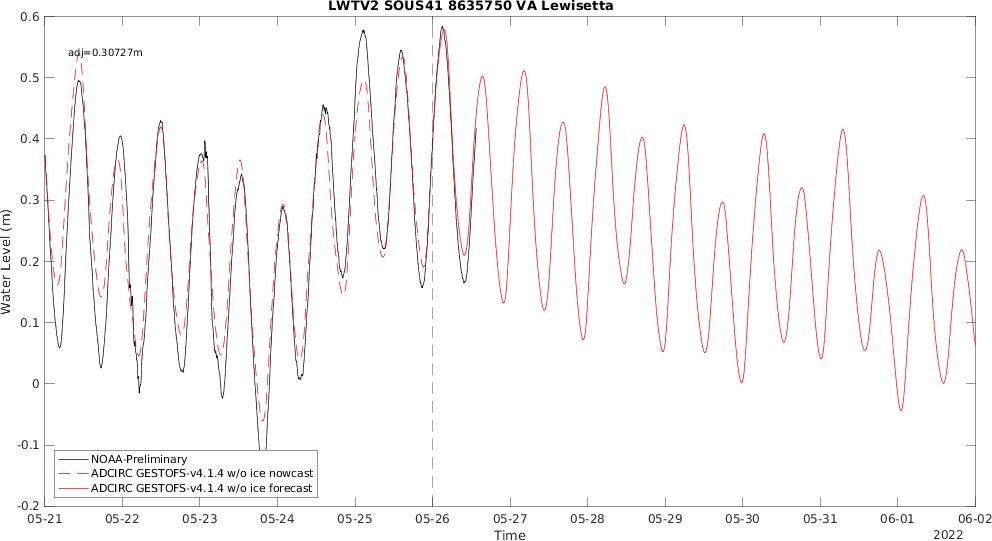 LWTV2 SOUS41 8635750 VA Lewisetta
adj=0.30727m
Water Level (m)
0.6
0.5
0.4
0.3
0.2
0.1
0
-0.1
-0.2
NOAA-Preliminary
ADCIRC GESTOFS-v4.1.4 w/o ice nowcast
ADCIRC GESTOFS-v4.1.4 w/o ice forecast
05-21 05-22 05-23 05-24 05-25 05-26 05-27 05-28 05-29 05-30 05-31 06-01 06-02
Time
2022